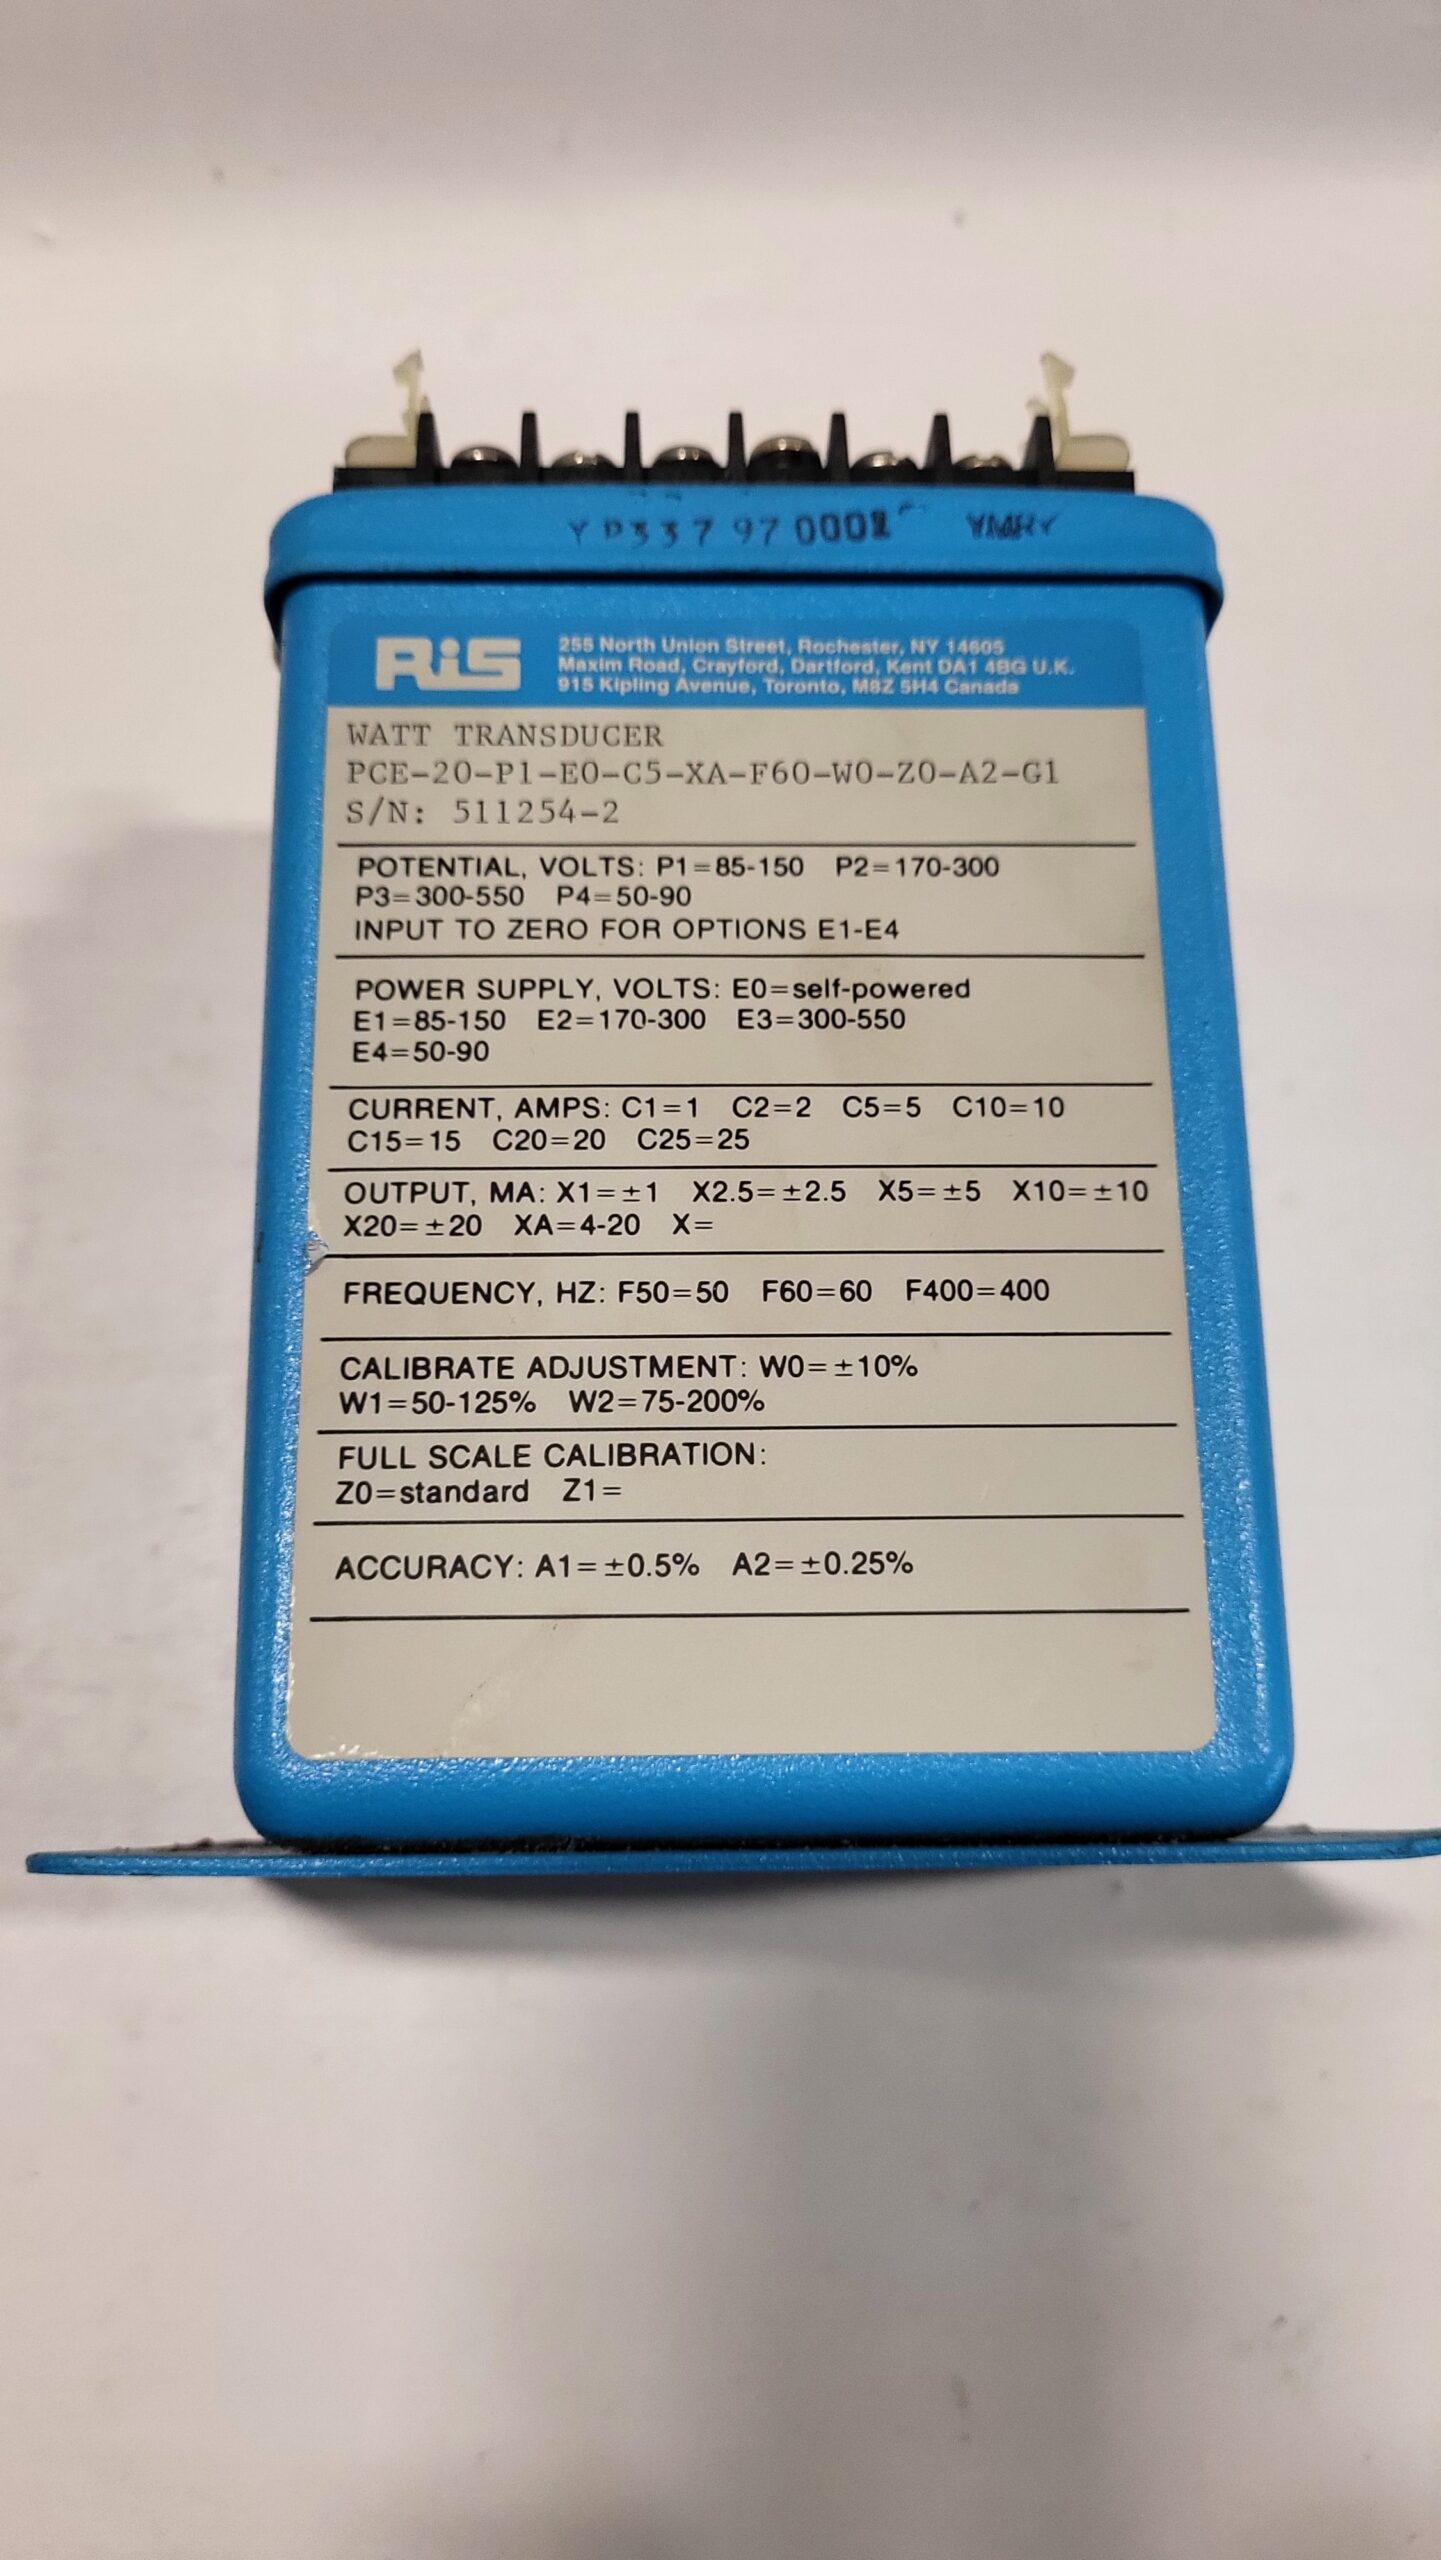 YP337 97 000
RiS
255 North Union Street, Rochester, NY 14605
Maxim Road, Crayford, Dartford, Kent DA1 4BG U.K.
915 Kipling Avenue, Toronto, M8Z 5H4 Canada
WATT TRANSDUCER
PCE-20-P1-E0-C5-XA-F60-W0-Z0-A2-G1
S/N: 511254-2
POTENTIAL, VOLTS: P1=85-150 P2=170-300
P3=300-550 P4=50-90
INPUT TO ZERO FOR OPTIONS E1-E4
POWER SUPPLY, VOLTS: E0=self-powered
E1=85-150 E2=170-300 E3=300-550
E4=50-90
CURRENT, AMPS: C1=1 C2=2 C5=5 C10=10
C15=15 C20=20 C25=25
OUTPUT, MA: X1=±1 X2.5=±2.5 X5=±5 X10=±10
X20=±20 XA=4-20 X=
FREQUENCY, HZ: F50=50 F60=60 F400=400
CALIBRATE ADJUSTMENT: W0=±10%
W1=50-125% W2=75-200%
FULL SCALE CALIBRATION:
Z0=standard Z1=
ACCURACY: A1=±0.5% A2=±0.25%